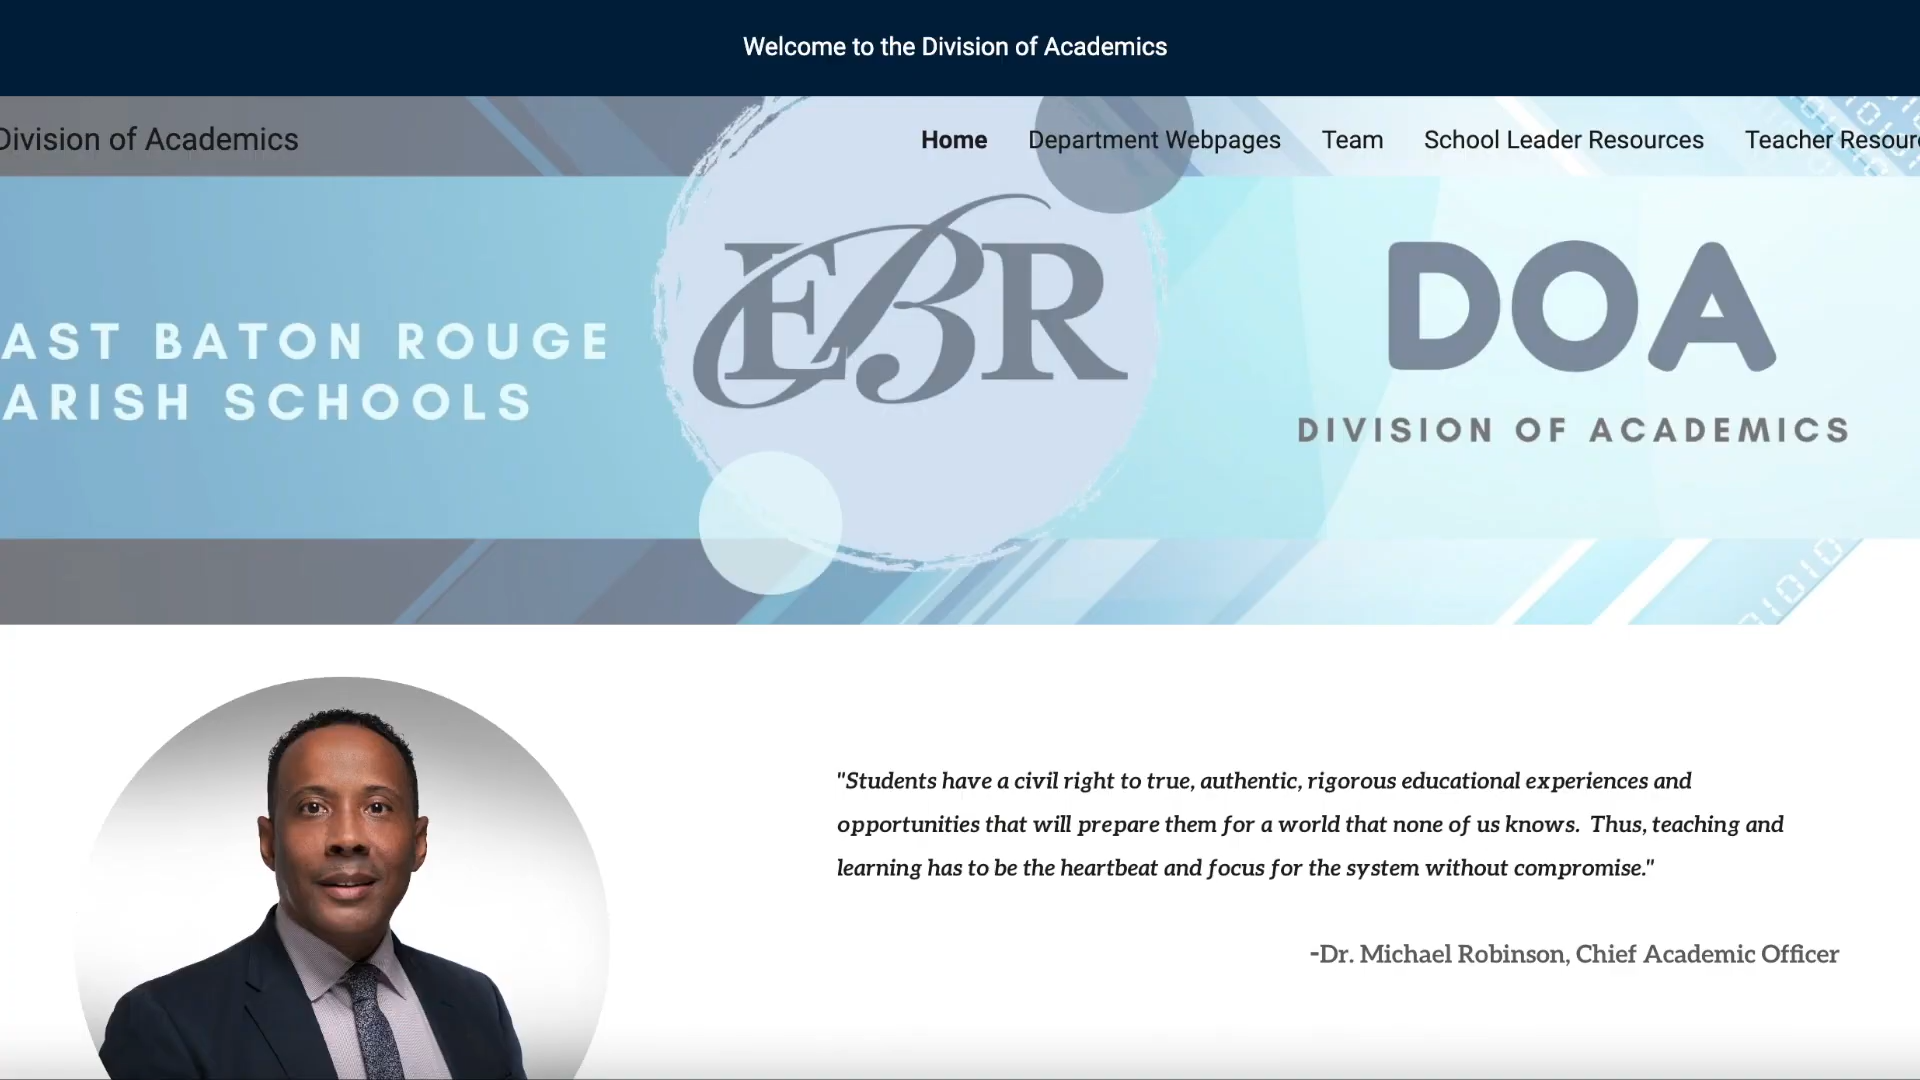 Welcome to the Division of Academics
Division of Academics
Home Department Webpages Team School Leader Resources Teacher Resour
AST BATON ROUGE
ARISH SCHOOLS
EBR
DOA
DIVISION OF ACADEMICS
"Students have a civil right to true, authentic, rigorous educational experiences and
opportunities that will prepare them for a world that none of us knows. Thus, teaching and
learning has to be the heartbeat and focus for the system without compromise."
-Dr. Michael Robinson, Chief Academic Officer